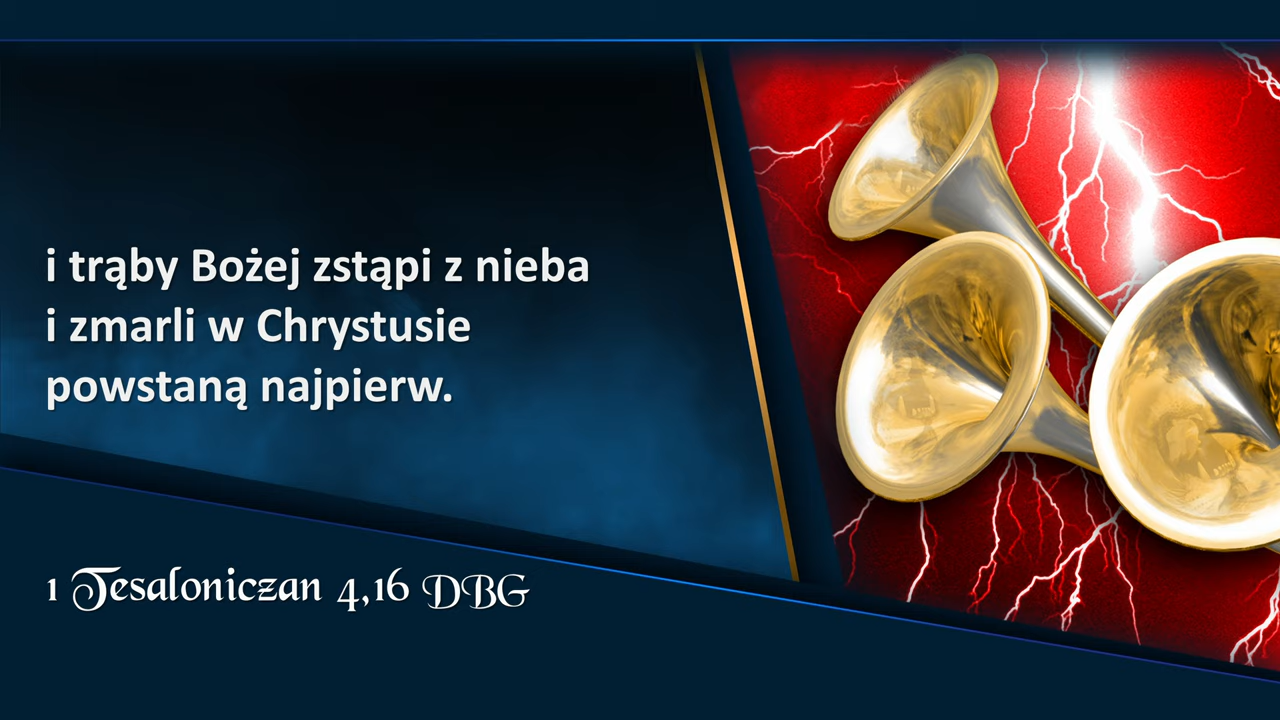 i trąby Bożej zstąpi z nieba
i zmarli w Chrystusie
powstaną najpierw.
1 Tesaloniczan 4,16 DBG